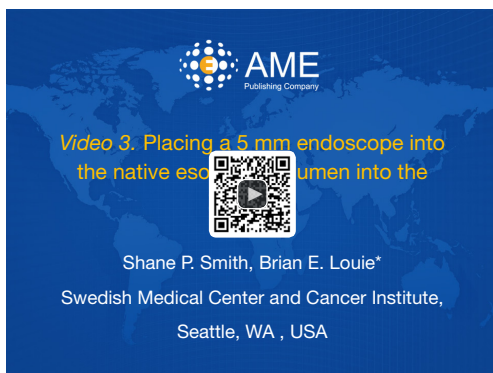 AME
Publishing Company
Video 3. Placing a 5 mm endoscope into
the native eso lumen into the
Shane P. Smith, Brian E. Louie*
Swedish Medical Center and Cancer Institute,
Seattle, WA , USA